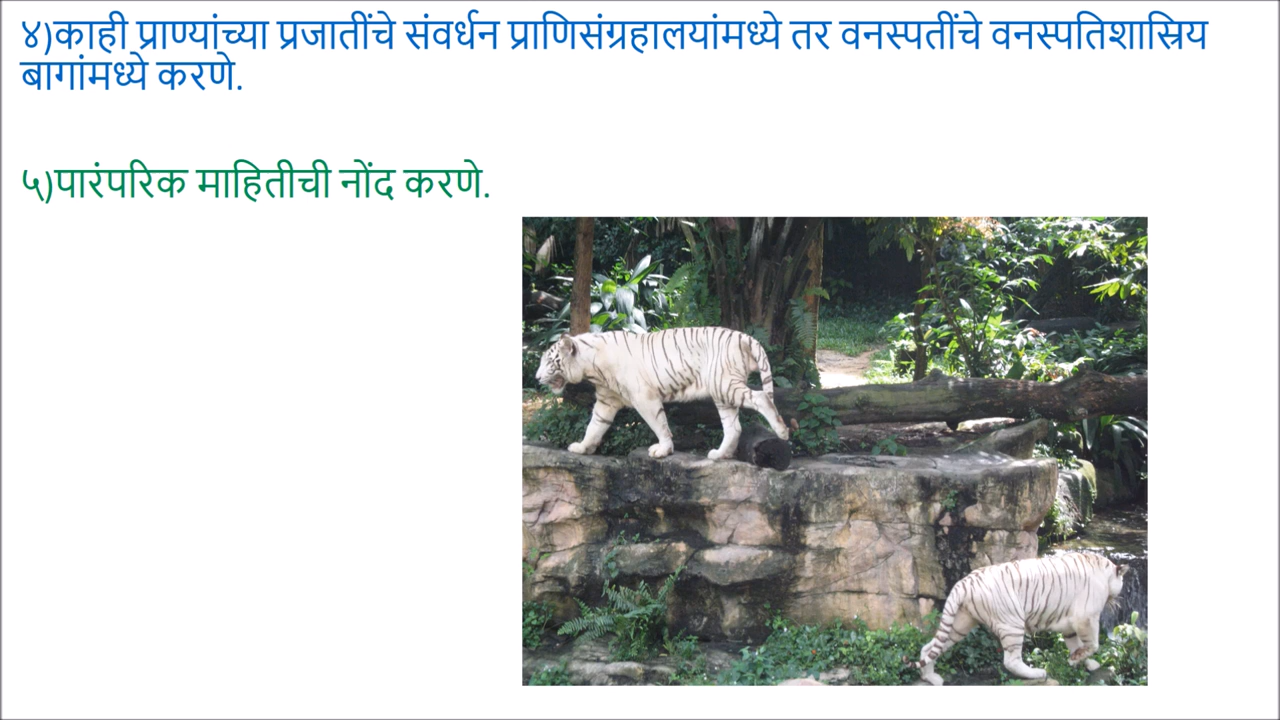 ४)काही प्राण्यांच्या प्रजातींचे संवर्धन प्राणिसंग्रहालयांमध्ये तर वनस्पतींचे वनस्पतिशास्रिय
बागांमध्ये करणे.
५)पारंपरिक माहितीची नोंद करणे.